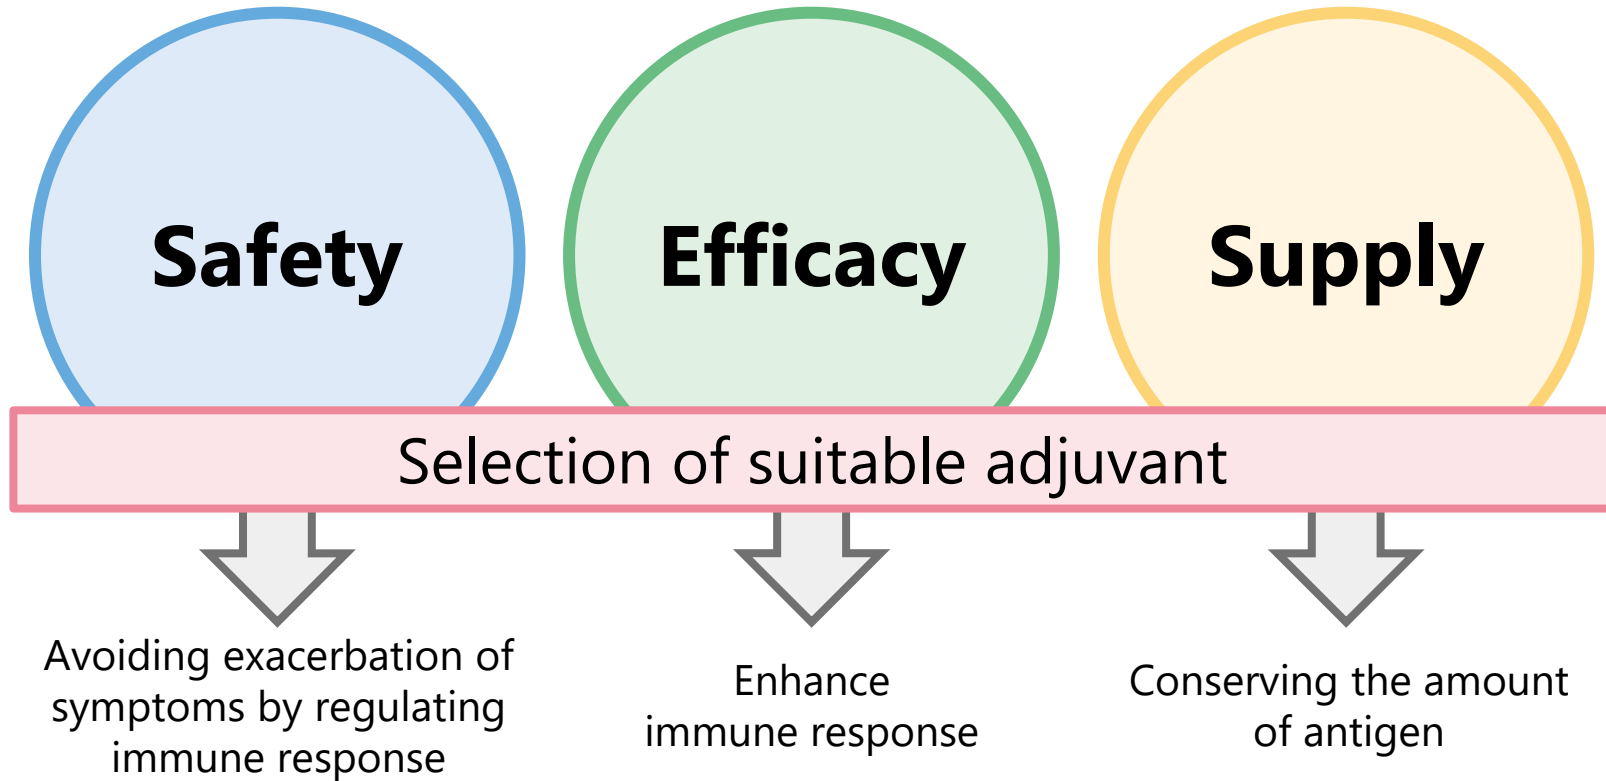 Safety
Efficacy
Supply
Selection of suitable adjuvant
Avoiding exacerbation of
symptoms by regulating
immune response
Enhance
immune response
Conserving the amount
of antigen